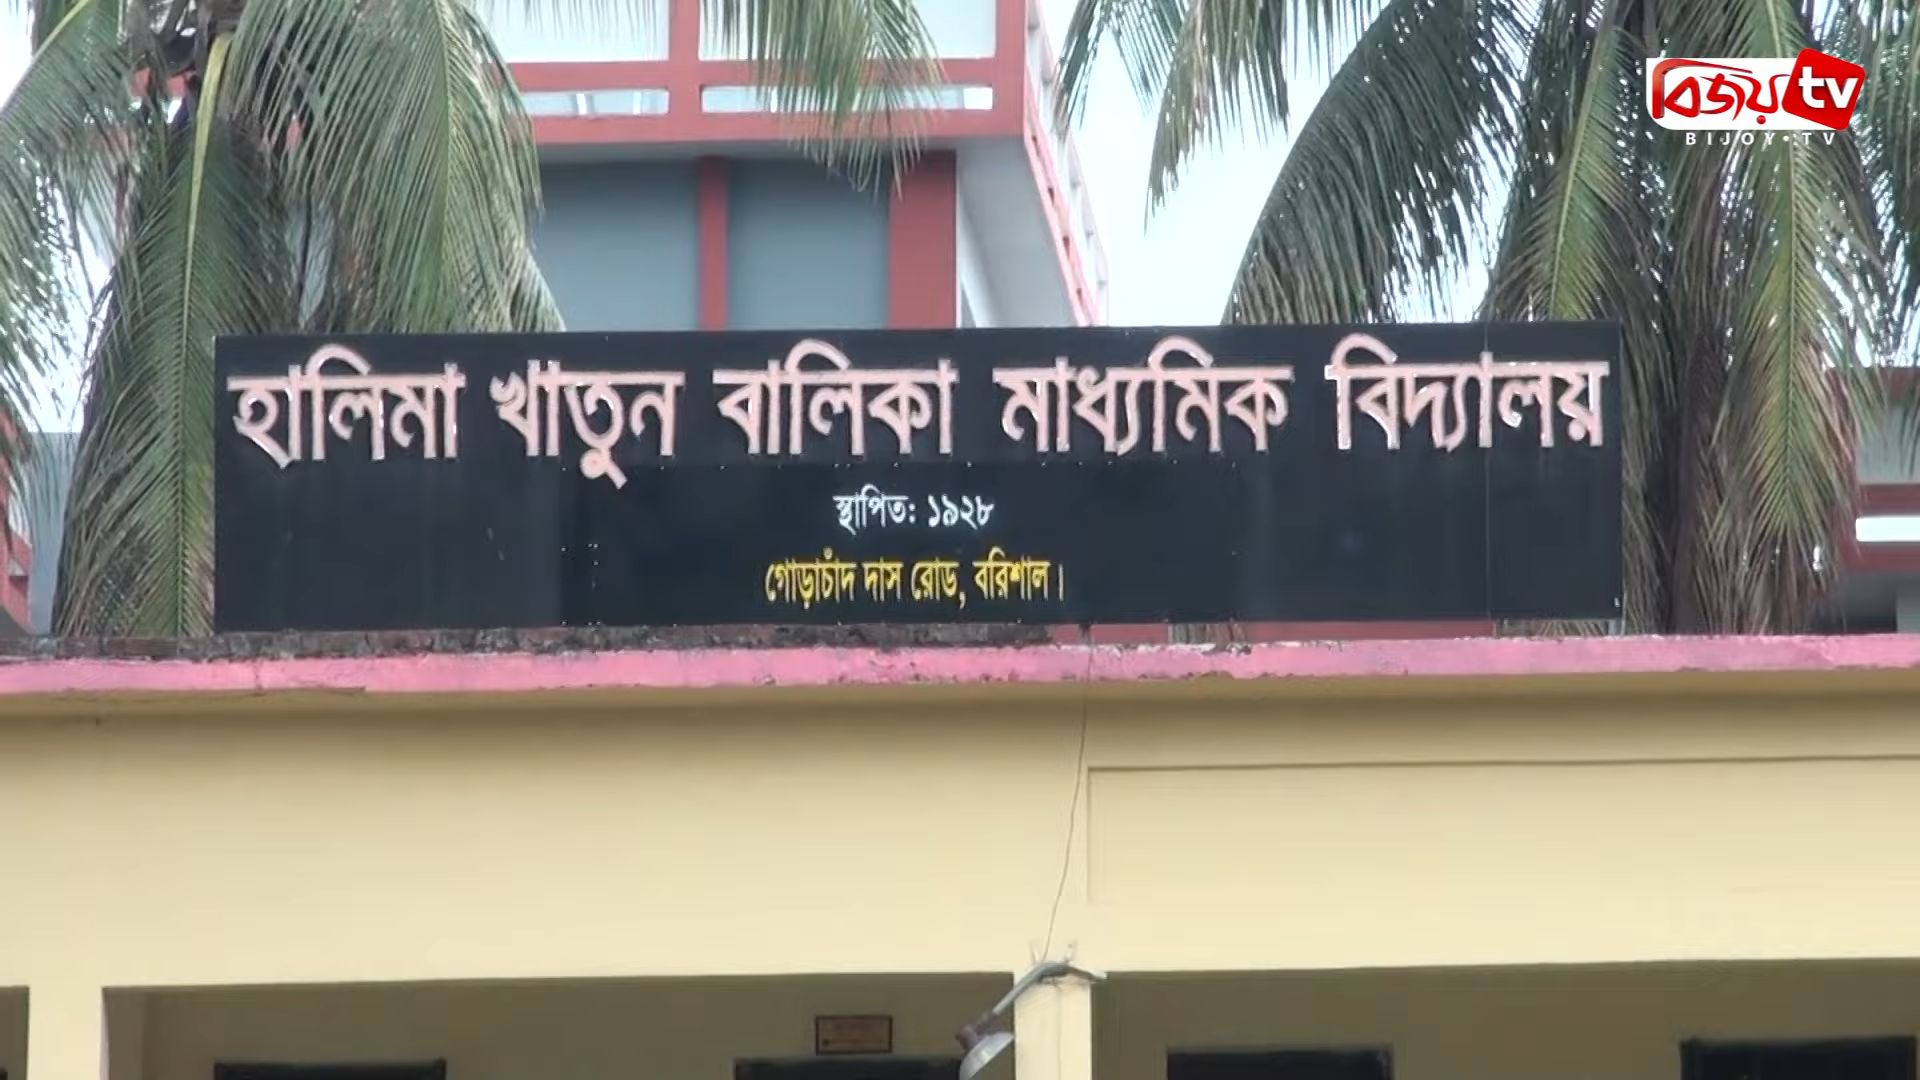 বিজয় tv
BIJOY•TV
হালিমা খাতুন বালিকা মাধ্যমিক বিদ্যালয়
স্থাপিত: ১৯২৮
গোড়াচাঁদ দাস রোড, বরিশাল।